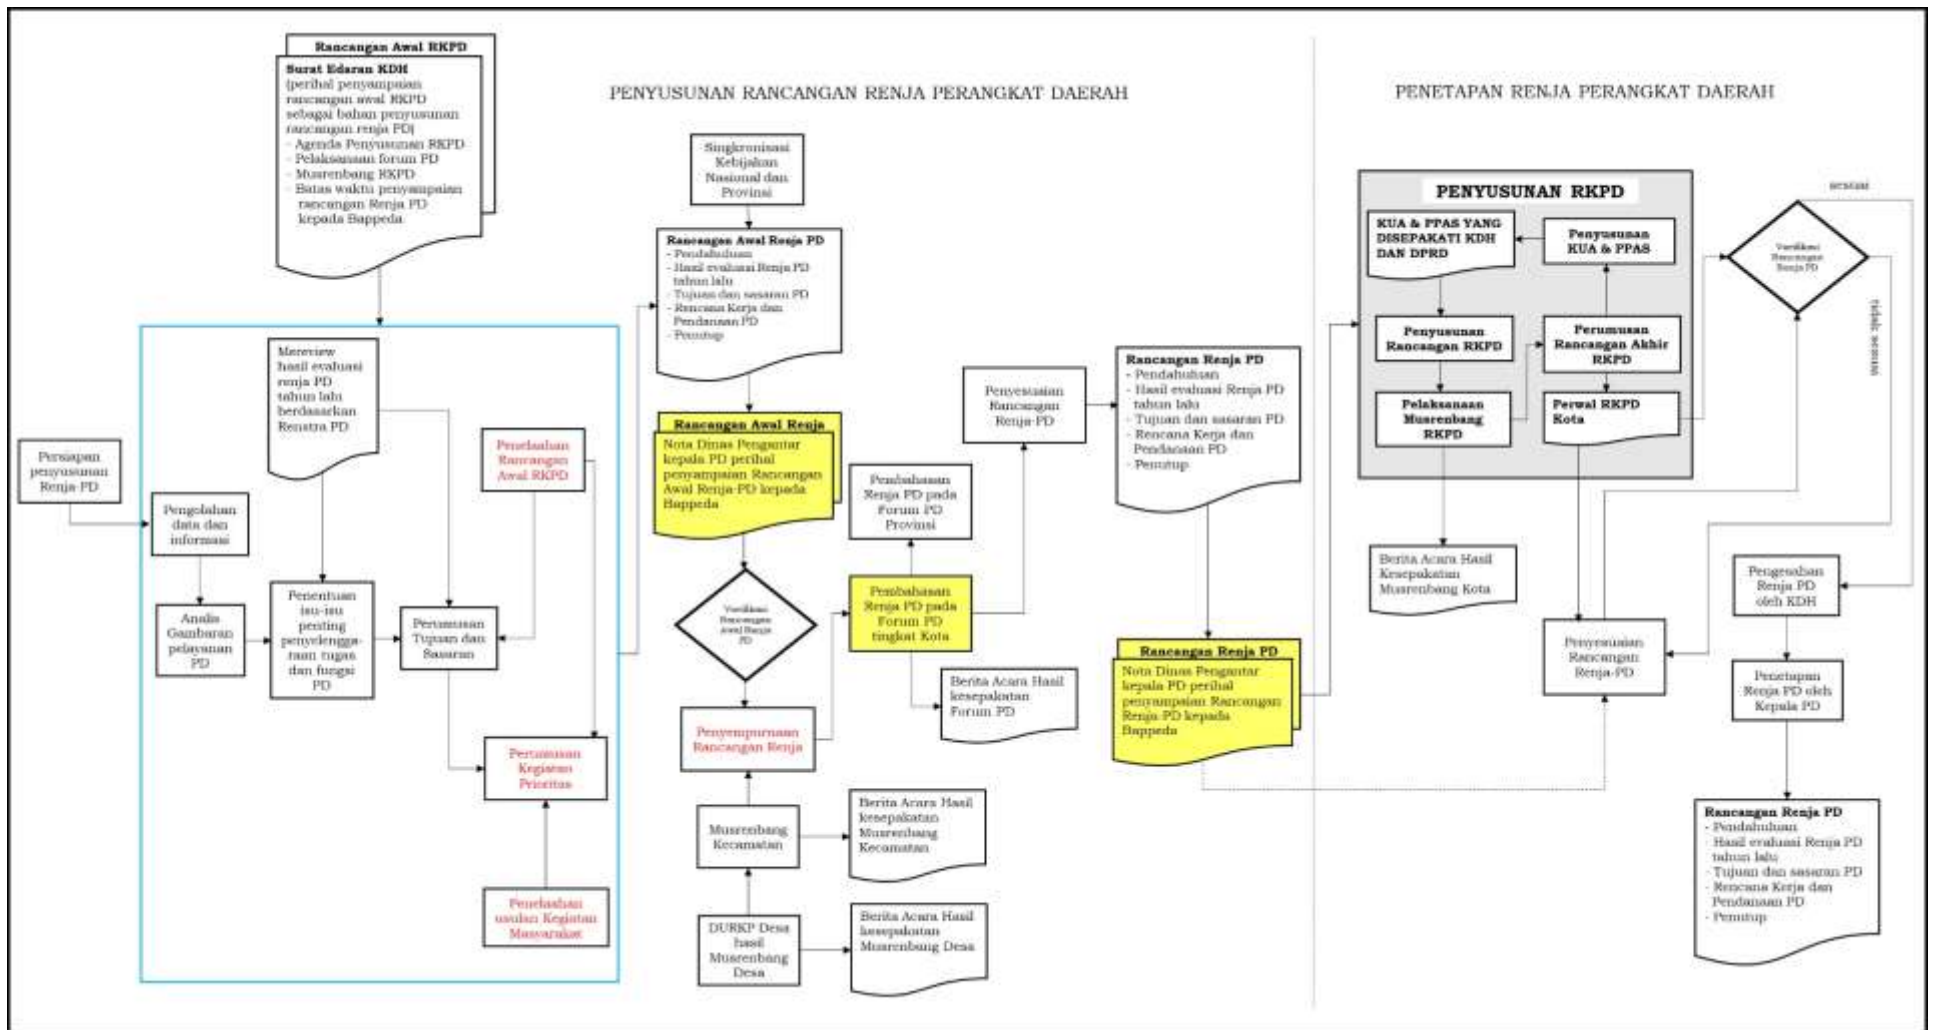 Rancangan Awal RKPD
Surat Edaran KDH
(perihal penyampaian
rancangan awal RKPD
sebagai bahan penyusunan
rancangan renja PD)
- Agenda Penyusunan RKPD
- Pelaksanaan forum PD
- Musrenbang RKPD
- Batas waktu penyampaian
rancangan Renja PD
kepada Bappeda
PENYUSUNAN RANCANGAN RENJA PERANGKAT DAERAH
PENETAPAN RENJA PERANGKAT DAERAH
Persiapan
penyusunan
Renja-PD
Pengolahan
data dan
informasi
Analis
Gambaran
pelayanan
PD
Mereview
hasil evaluasi
renja PD
tahun lalu
berdasarkan
Renstra PD
Penentuan
isu-isu
penting
penyelengga-
raan tugas
dan fungsi
PD
Perumusan
Tujuan dan
Sasaran
Penelaahan
Rancangan
Awal RKPD
Perumusan
Kegiatan
Prioritas
Penelaahan
usulan Kegiatan
Masyarakat
Singkronisasi
Kebijakan
Nasional dan
Provinsi
Rancangan Awal Renja PD
- Pendahuluan
- Hasil evaluasi Renja PD
tahun lalu
- Tujuan dan sasaran PD
- Rencana Kerja dan
Pendanaan PD
- Penutup
Rancangan Awal Renja
Nota Dinas Pengantar
kepala PD perihal
penyampaian Rancangan
Awal Renja-PD kepada
Bappeda
Verifikasi
Rancangan
Awal Renja
PD
Penyempurnaan
Rancangan Renja
Musrenbang
Kecamatan
DURKP Desa
hasil
Musrenbang
Desa
Berita Acara Hasil
kesepakatan
Musrenbang
Kecamatan
Berita Acara Hasil
kesepakatan
Musrenbang Desa
Pembahasan
Renja PD pada
Forum PD
Provinsi
Pembahasan
Renja PD pada
Forum PD
tingkat Kota
Berita Acara Hasil
kesepakatan
Forum PD
Penyesuaian
Rancangan
Renja-PD
Rancangan Renja PD
- Pendahuluan
- Hasil evaluasi Renja PD
tahun lalu
- Tujuan dan sasaran PD
- Rencana Kerja dan
Pendanaan PD
- Penutup
Rancangan Renja PD
Nota Dinas Pengantar
kepala PD perihal
penyampaian Rancangan
Renja-PD kepada
Bappeda
PENYUSUNAN RKPD
KUA & PPAS YANG
DISEPAKATI KDH
DAN DPRD
Penyusunan
KUA & PPAS
Penyusunan
Rancangan RKPD
Perumusan
Rancangan Akhir
RKPD
Pelaksanaan
Musrenbang
RKPD
Perwal RKPD
Kota
Berita Acara Hasil
Kesepakatan
Musrenbang Kota
Penyesuaian
Rancangan
Renja-PD
Verifikasi
Rancangan
Renja PD
sesuai
tidak sesuai
Pengesahan
Renja PD
oleh KDH
Penetapan
Renja PD oleh
Kepala PD
Rancangan Renja PD
- Pendahuluan
- Hasil evaluasi Renja PD
tahun lalu
- Tujuan dan sasaran PD
- Rencana Kerja dan
Pendanaan PD
- Penutup